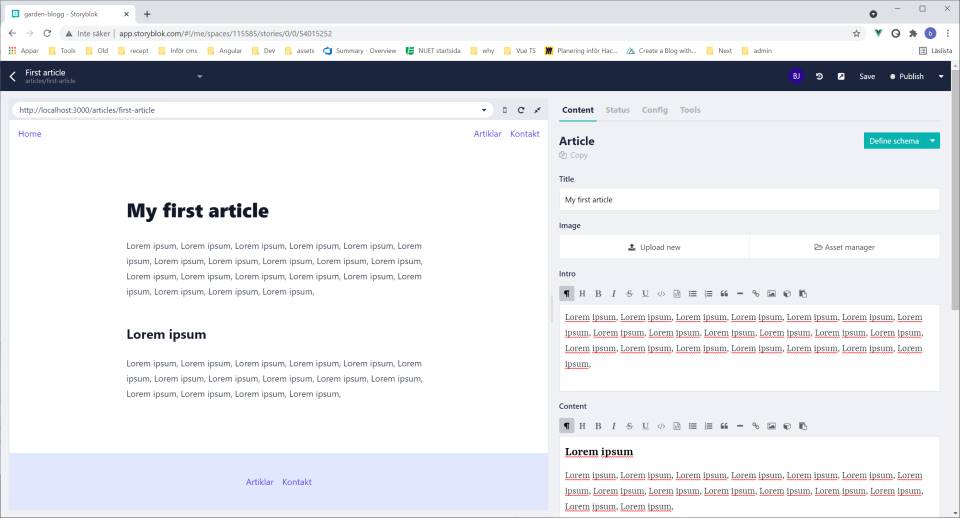 garden-blogg - Storyblok
Inte säker | app.storyblok.com/#!/me/spaces/115585/stories/0/0/54015252
b
Appar Tools Old recept Inför cms Angular Dev assets Summary · Overview NUET startsida why Vue TS Planering inför Hac... Create a Blog with... Next admin Läslista
First article
articles/first-article
BJ Save Publish
http://localhost:3000/articles/first-article
Home Artiklar Kontakt
My first article
Lorem ipsum, Lorem ipsum, Lorem ipsum, Lorem ipsum, Lorem ipsum, Lorem
ipsum, Lorem ipsum, Lorem ipsum, Lorem ipsum, Lorem ipsum, Lorem ipsum,
Lorem ipsum, Lorem ipsum, Lorem ipsum, Lorem ipsum, Lorem ipsum, Lorem
ipsum, Lorem ipsum, Lorem ipsum, Lorem ipsum,
Lorem ipsum
Lorem ipsum, Lorem ipsum, Lorem ipsum, Lorem ipsum, Lorem ipsum, Lorem
ipsum, Lorem ipsum, Lorem ipsum, Lorem ipsum, Lorem ipsum, Lorem ipsum,
Lorem ipsum, Lorem ipsum, Lorem ipsum, Lorem ipsum,
Artiklar Kontakt
Content Status Config Tools
Article
Define schema
Copy
Title
My first article
Image
Upload new Asset manager
Intro
¶ H B I S U </>
Lorem ipsum, Lorem ipsum, Lorem ipsum, Lorem ipsum, Lorem ipsum, Lorem ipsum, Lorem
ipsum, Lorem ipsum, Lorem ipsum, Lorem ipsum, Lorem ipsum, Lorem ipsum, Lorem ipsum,
Lorem ipsum, Lorem ipsum, Lorem ipsum, Lorem ipsum, Lorem ipsum, Lorem ipsum, Lorem
ipsum,
Content
¶ H B I S U </>
Lorem ipsum
Lorem ipsum, Lorem ipsum, Lorem ipsum, Lorem ipsum, Lorem ipsum, Lorem ipsum, Lorem
ipsum, Lorem ipsum, Lorem ipsum, Lorem ipsum, Lorem ipsum, Lorem ipsum, Lorem ipsum,
Lorem ipsum, Lorem ipsum,